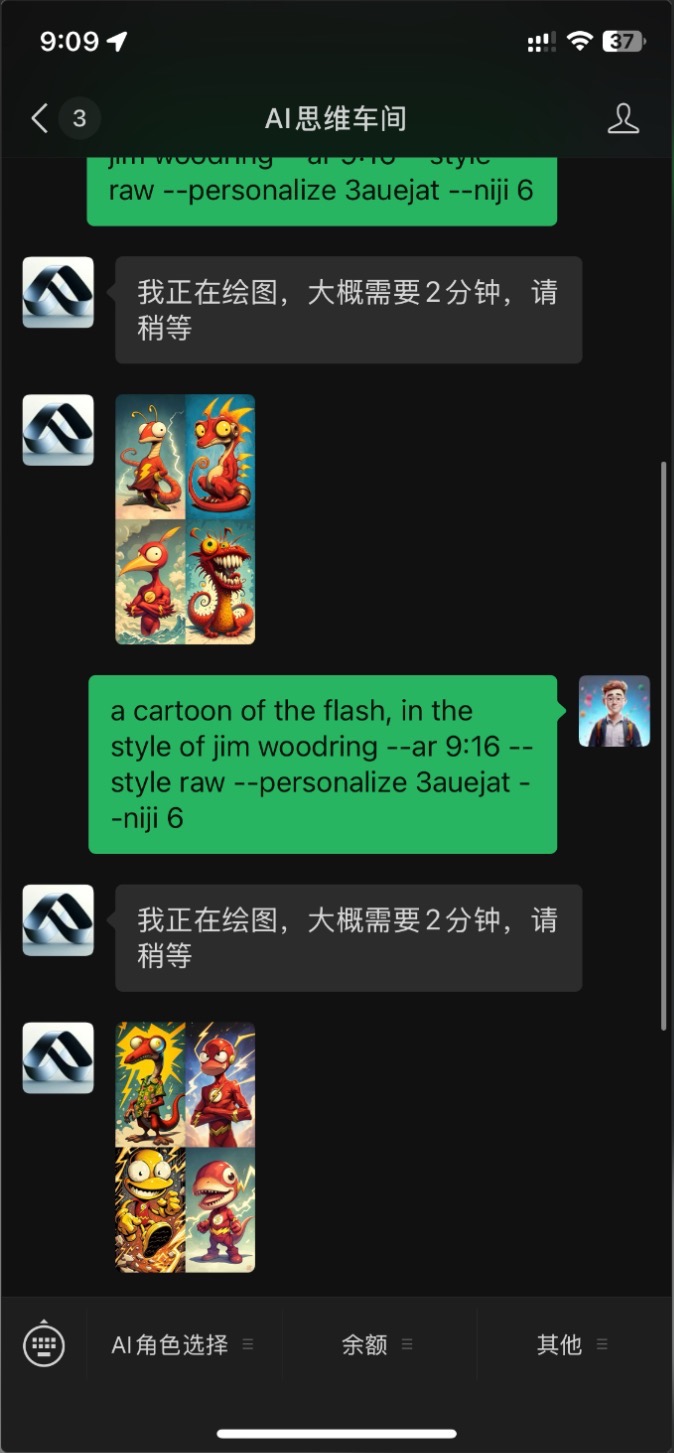 9:09
37
3
AI思维车间
jim woodring --ar 9:16 --style
raw --personalize 3auejat --niji 6
我正在绘图，大概需要2分钟，请
稍等
a cartoon of the flash, in the
style of jim woodring --ar 9:16 --
style raw --personalize 3auejat -
-niji 6
我正在绘图，大概需要2分钟，请
稍等
AI角色选择
余额
其他